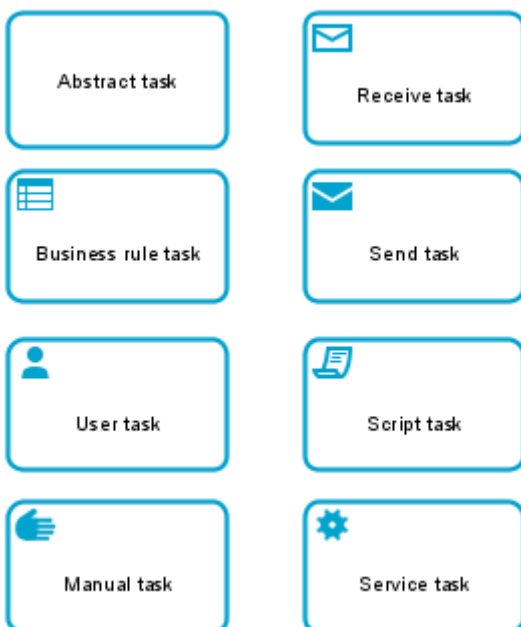 Abstract task
Receive task
Business rule task
Send task
User task
Script task
Manual task
Service task